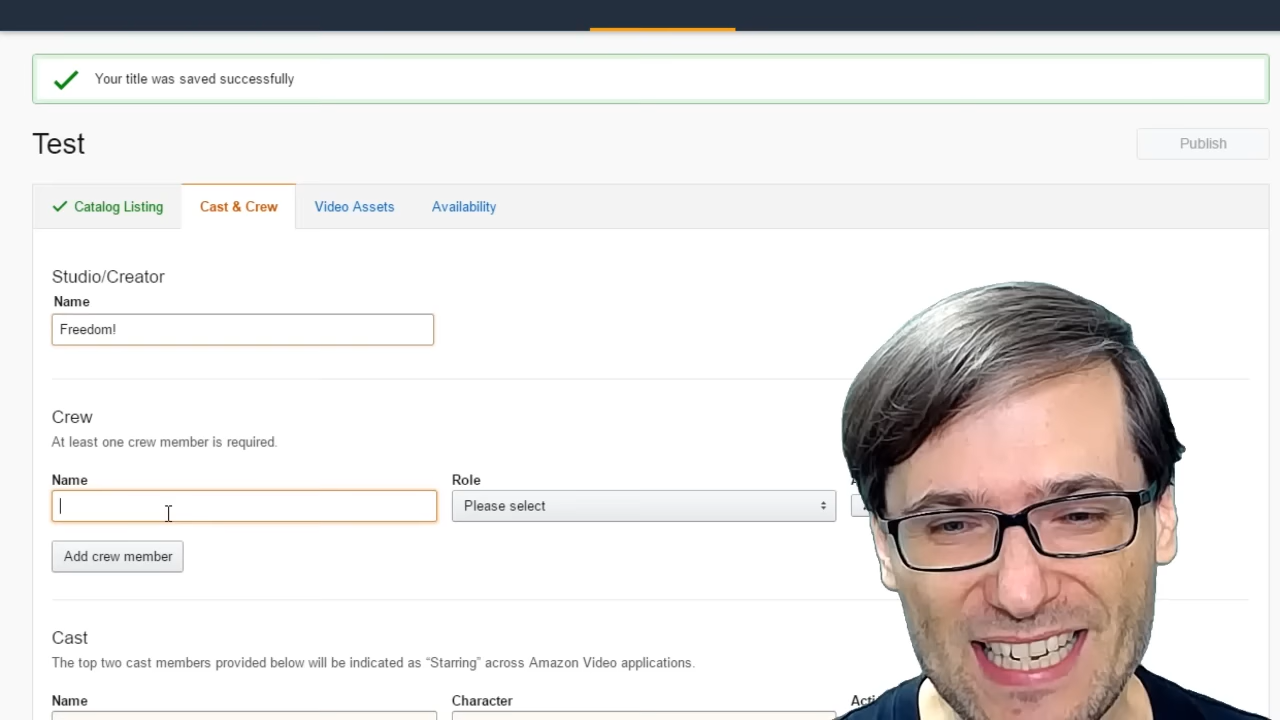 Your title was saved successfully
Test
Publish
Catalog Listing
Cast & Crew
Video Assets
Availability
Studio/Creator
Name
Freedom!
Crew
At least one crew member is required.
Name
Role
Please select
Add crew member
Cast
The top two cast members provided below will be indicated as “Starring” across Amazon Video applications.
Name
Character